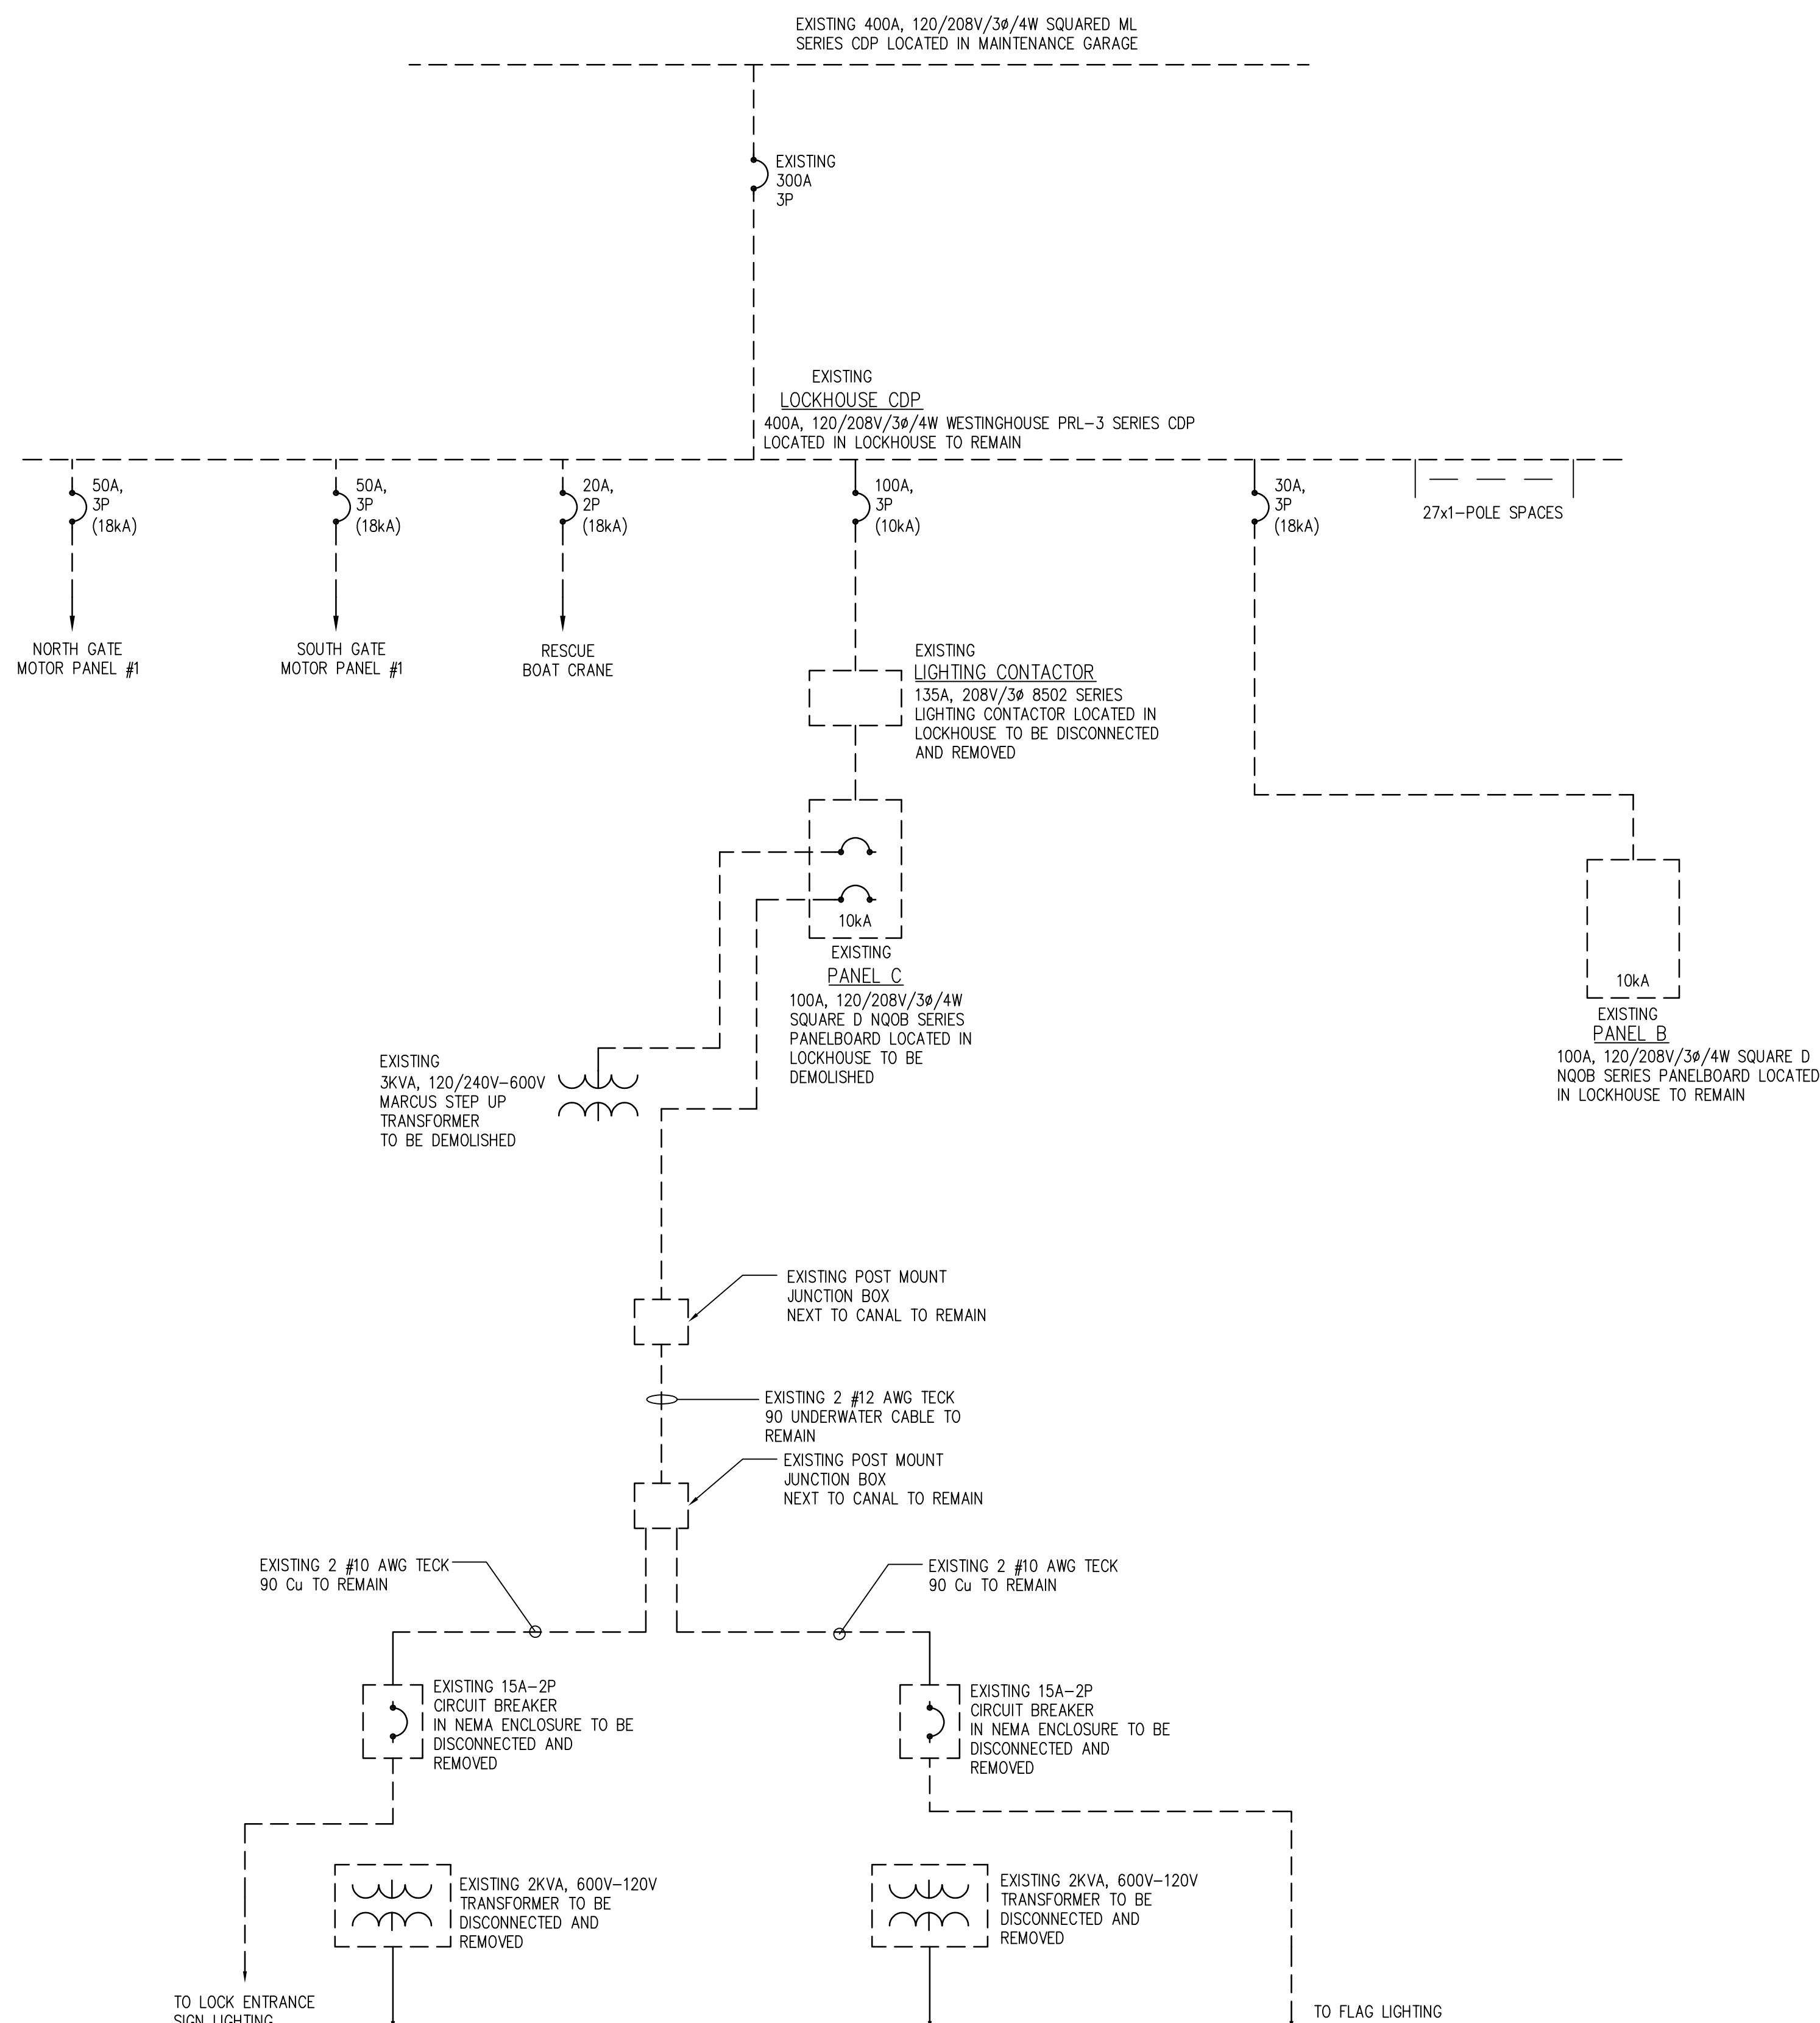 EXISTING 400A, 120/208V/3ø/4W SQUARED ML
SERIES CDP LOCATED IN MAINTENANCE GARAGE
EXISTING
300A
3P
EXISTING
LOCKHOUSE CDP
400A, 120/208V/3ø/4W WESTINGHOUSE PRL-3 SERIES CDP
LOCATED IN LOCKHOUSE TO REMAIN
50A,
3P
(18kA)
50A,
3P
(18kA)
20A,
2P
(18kA)
100A,
3P
(10kA)
30A,
3P
(18kA)
27x1-POLE SPACES
NORTH GATE
MOTOR PANEL #1
SOUTH GATE
MOTOR PANEL #1
RESCUE
BOAT CRANE
EXISTING
LIGHTING CONTACTOR
135A, 208V/3ø 8502 SERIES
LIGHTING CONTACTOR LOCATED IN
LOCKHOUSE TO BE DISCONNECTED
AND REMOVED
10kA
EXISTING
PANEL C
100A, 120/208V/3ø/4W
SQUARE D NQOB SERIES
PANELBOARD LOCATED IN
LOCKHOUSE TO BE
DEMOLISHED
10kA
EXISTING
PANEL B
100A, 120/208V/3ø/4W SQUARE D
NQOB SERIES PANELBOARD LOCATED
IN LOCKHOUSE TO REMAIN
EXISTING
3KVA, 120/240V-600V
MARCUS STEP UP
TRANSFORMER
TO BE DEMOLISHED
EXISTING POST MOUNT
JUNCTION BOX
NEXT TO CANAL TO REMAIN
EXISTING 2 #12 AWG TECK
90 UNDERWATER CABLE TO
REMAIN
EXISTING POST MOUNT
JUNCTION BOX
NEXT TO CANAL TO REMAIN
EXISTING 2 #10 AWG TECK
90 Cu TO REMAIN
EXISTING 2 #10 AWG TECK
90 Cu TO REMAIN
EXISTING 15A-2P
CIRCUIT BREAKER
IN NEMA ENCLOSURE TO BE
DISCONNECTED AND
REMOVED
EXISTING 15A-2P
CIRCUIT BREAKER
IN NEMA ENCLOSURE TO BE
DISCONNECTED AND
REMOVED
EXISTING 2KVA, 600V-120V
TRANSFORMER TO BE
DISCONNECTED AND
REMOVED
EXISTING 2KVA, 600V-120V
TRANSFORMER TO BE
DISCONNECTED AND
REMOVED
TO LOCK ENTRANCE
SIGN LIGHTING
TO FLAG LIGHTING